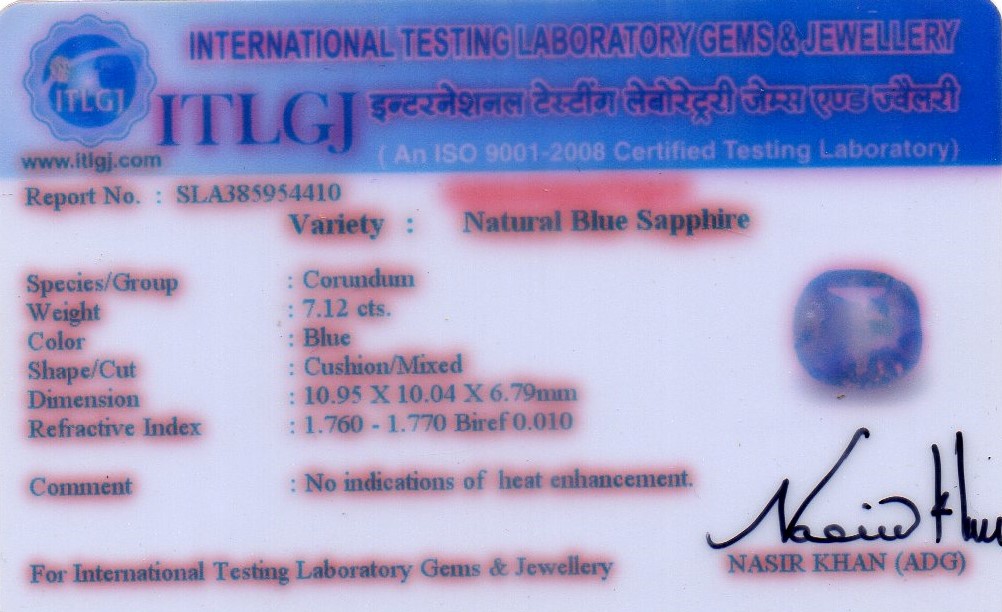 INTERNATIONAL TESTING LABORATORY GEMS & JEWELLERY
ITLGJ
ITLGJ इन्टरनेशनल टेस्टींग लेबोरेट्री जेम्स एण्ड ज्वैलरी
www.itlgj.com (An ISO 9001-2008 Certified Testing Laboratory)
Report No. : SLA385954410
Variety : Natural Blue Sapphire
Species/Group : Corundum
Weight : 7.12 cts.
Color : Blue
Shape/Cut : Cushion/Mixed
Dimension : 10.95 X 10.04 X 6.79mm
Refractive Index : 1.760 - 1.770 Biref 0.010
Comment : No indications of heat enhancement.
Nasir Khan
NASIR KHAN (ADG)
For International Testing Laboratory Gems & Jewellery